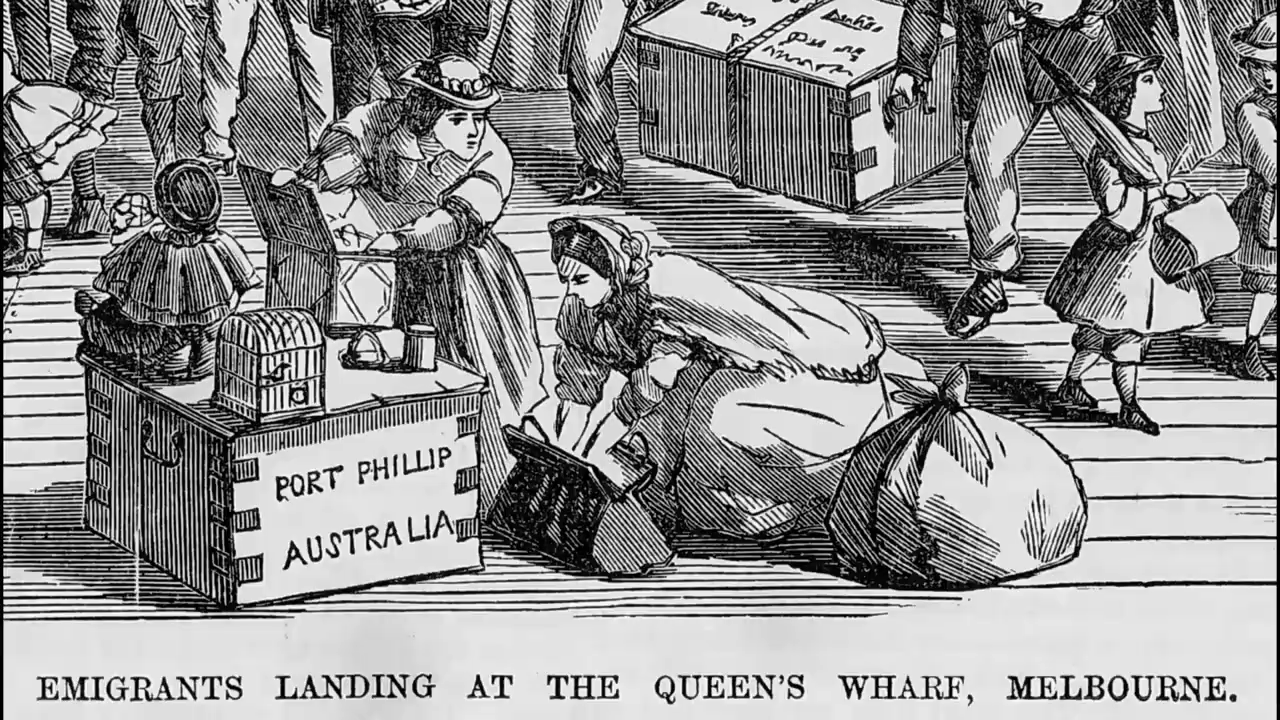 PORT PHILLIP
AUSTRALIA
EMIGRANTS LANDING AT THE QUEEN'S WHARF, MELBOURNE.